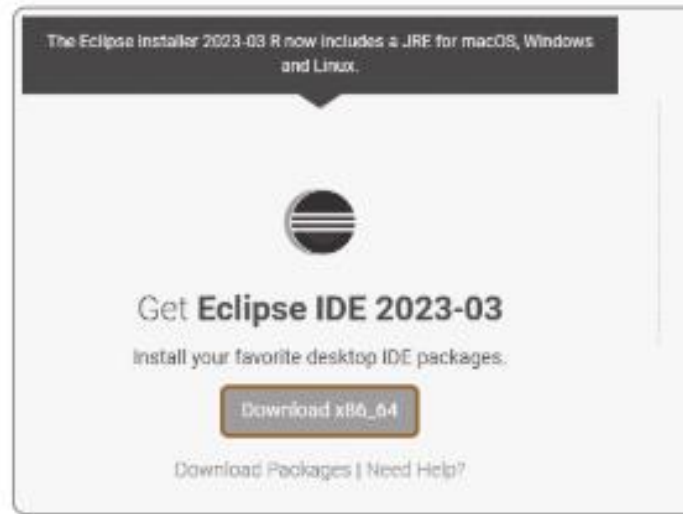 The Eclipse Installer 2023-03 R now includes a JRE for macOS, Windows
and Linux.
Get Eclipse IDE 2023-03
Install your favorite desktop IDE packages.
Download x86_64
Download Packages | Need Help?